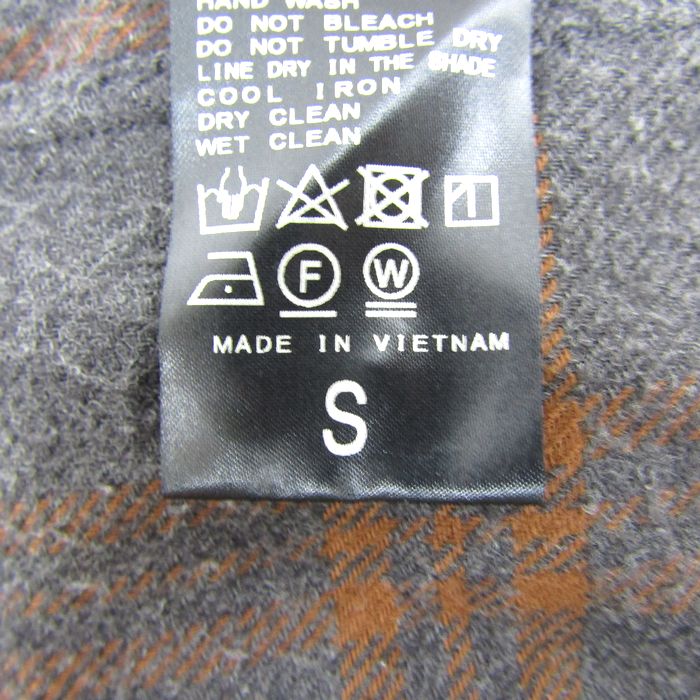 HAND WASH
DO NOT BLEACH
DO NOT TUMBLE DRY
LINE DRY IN THE SHADE
COOL IRON
DRY CLEAN
WET CLEAN
F W
MADE IN VIETNAM
S